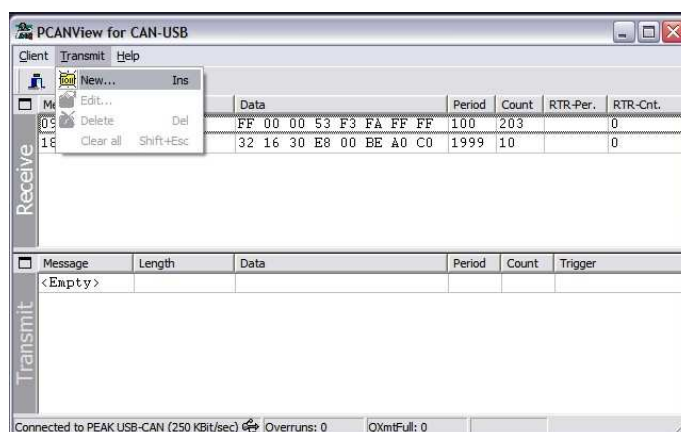 PCANView for CAN-USB
Client Transmit Help
New... Ins
Edit...
Delete Del
Clear all Shift+Esc
Data Period Count RTR-Per. RTR-Cnt.
FF 00 00 53 F3 FA FF FF 100 203 0
18 32 16 30 E8 00 BE A0 C0 1999 10 0
Receive
Message Length Data Period Count Trigger
<Empty>
Transmit
Connected to PEAK USB-CAN (250 KBit/sec) Overruns: 0 QXmtFull: 0